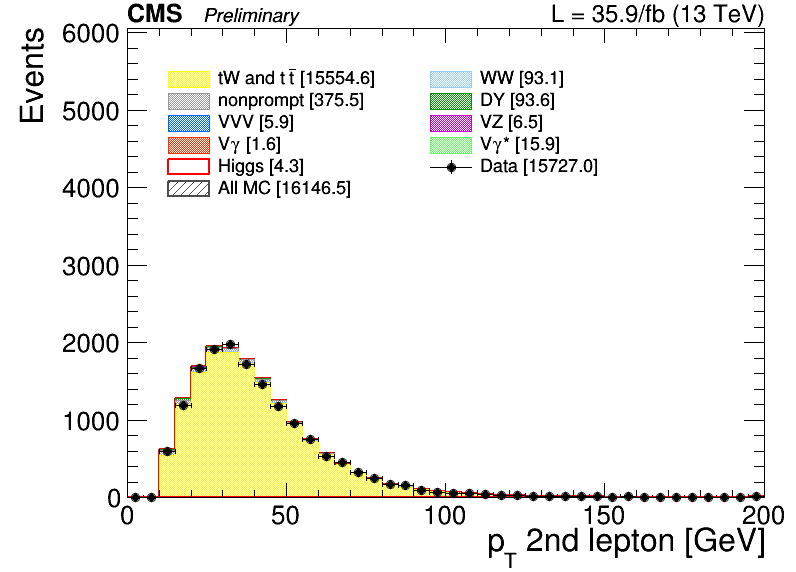 CMS Preliminary L = 35.9/fb (13 TeV)
Events
6000
5000
4000
3000
2000
1000
0
tW and t t̄ [15554.6]
nonprompt [375.5]
VVV [5.9]
Vγ [1.6]
Higgs [4.3]
All MC [16146.5]
WW [93.1]
DY [93.6]
VZ [6.5]
Vγ* [15.9]
Data [15727.0]
0 50 100 150 200
p_T 2nd lepton [GeV]